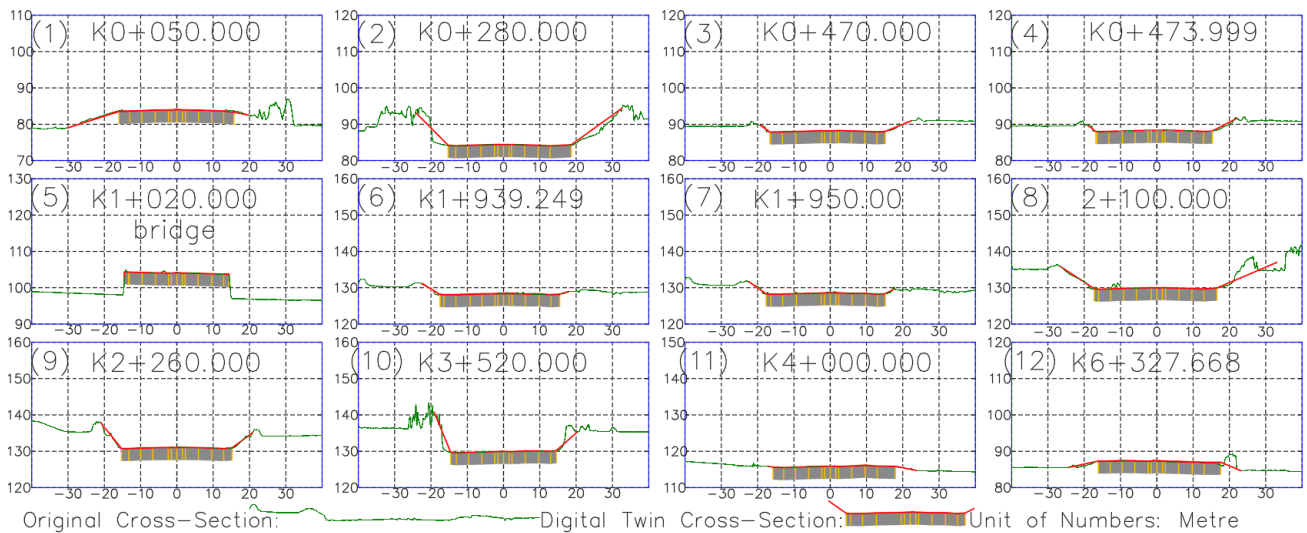 110 120 120 120
(1) K0+050.000 (2) K0+280.000 (3) K0+470.000 (4) K0+473.999
100 110 110 110
90 100 100 100
80 90 90 90
70 80 80 80
-30 -20 -10 0 10 20 30 -30 -20 -10 0 10 20 30 -30 -20 -10 0 10 20 30 -30 -20 -10 0 10 20 30
130 160 160 160
(5) K1+020.000 (6) K1+939.249 (7) K1+950.00 (8) 2+100.000
bridge
120 150 150 150
110 140 140 140
100 130 130 130
90 120 120 120
-30 -20 -10 0 10 20 30 -30 -20 -10 0 10 20 30 -30 -20 -10 0 10 20 30 -30 -20 -10 0 10 20 30
160 160 150 120
(9) K2+260.000 (10) K3+520.000 (11) K4+000.000 (12) K6+327.668
150 150 140 110
140 140 130 100
130 130 120 90
120 120 110 80
-30 -20 -10 0 10 20 30 -30 -20 -10 0 10 20 30 -30 -20 -10 0 10 20 30 -30 -20 -10 0 10 20 30
Original Cross-Section: Digital Twin Cross-Section: Unit of Numbers: Metre